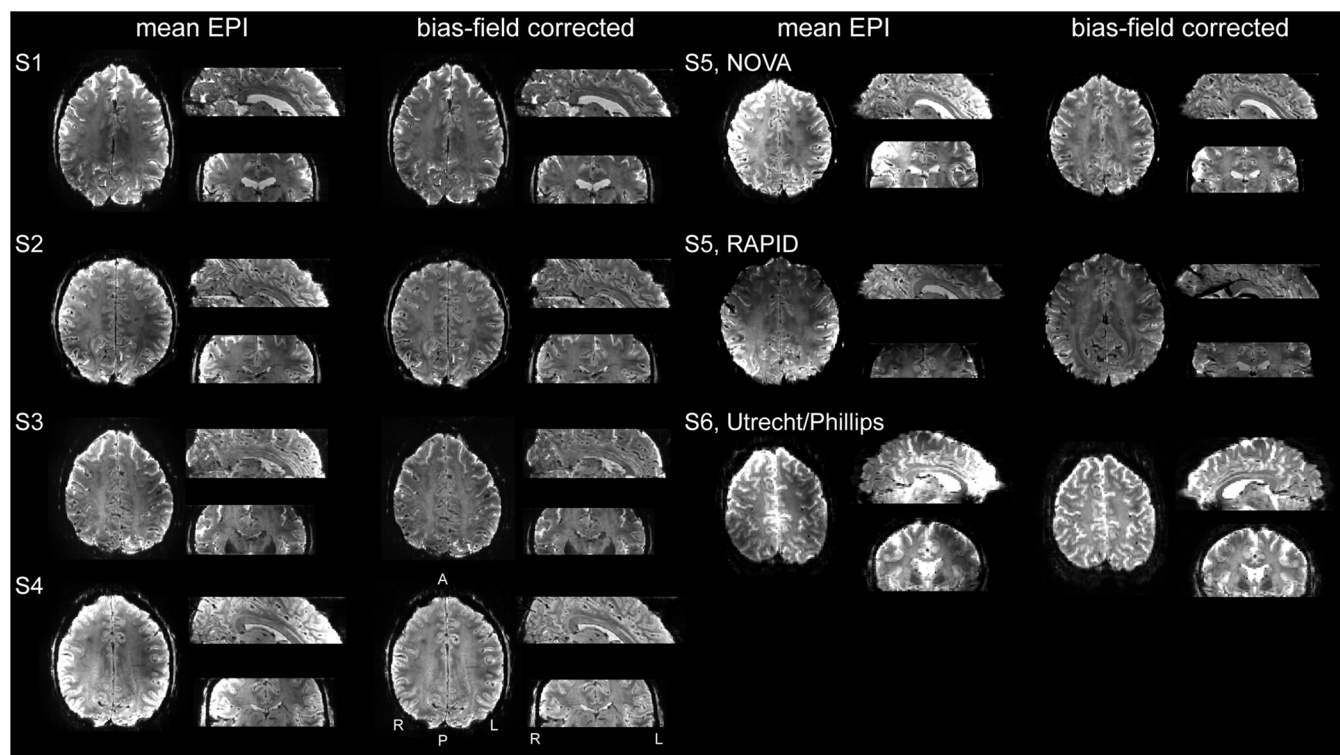 mean EPI
bias-field corrected
mean EPI
bias-field corrected
S1
S5, NOVA
S2
S5, RAPID
S3
S6, Utrecht/Phillips
S4
A
R
L
P
R
L